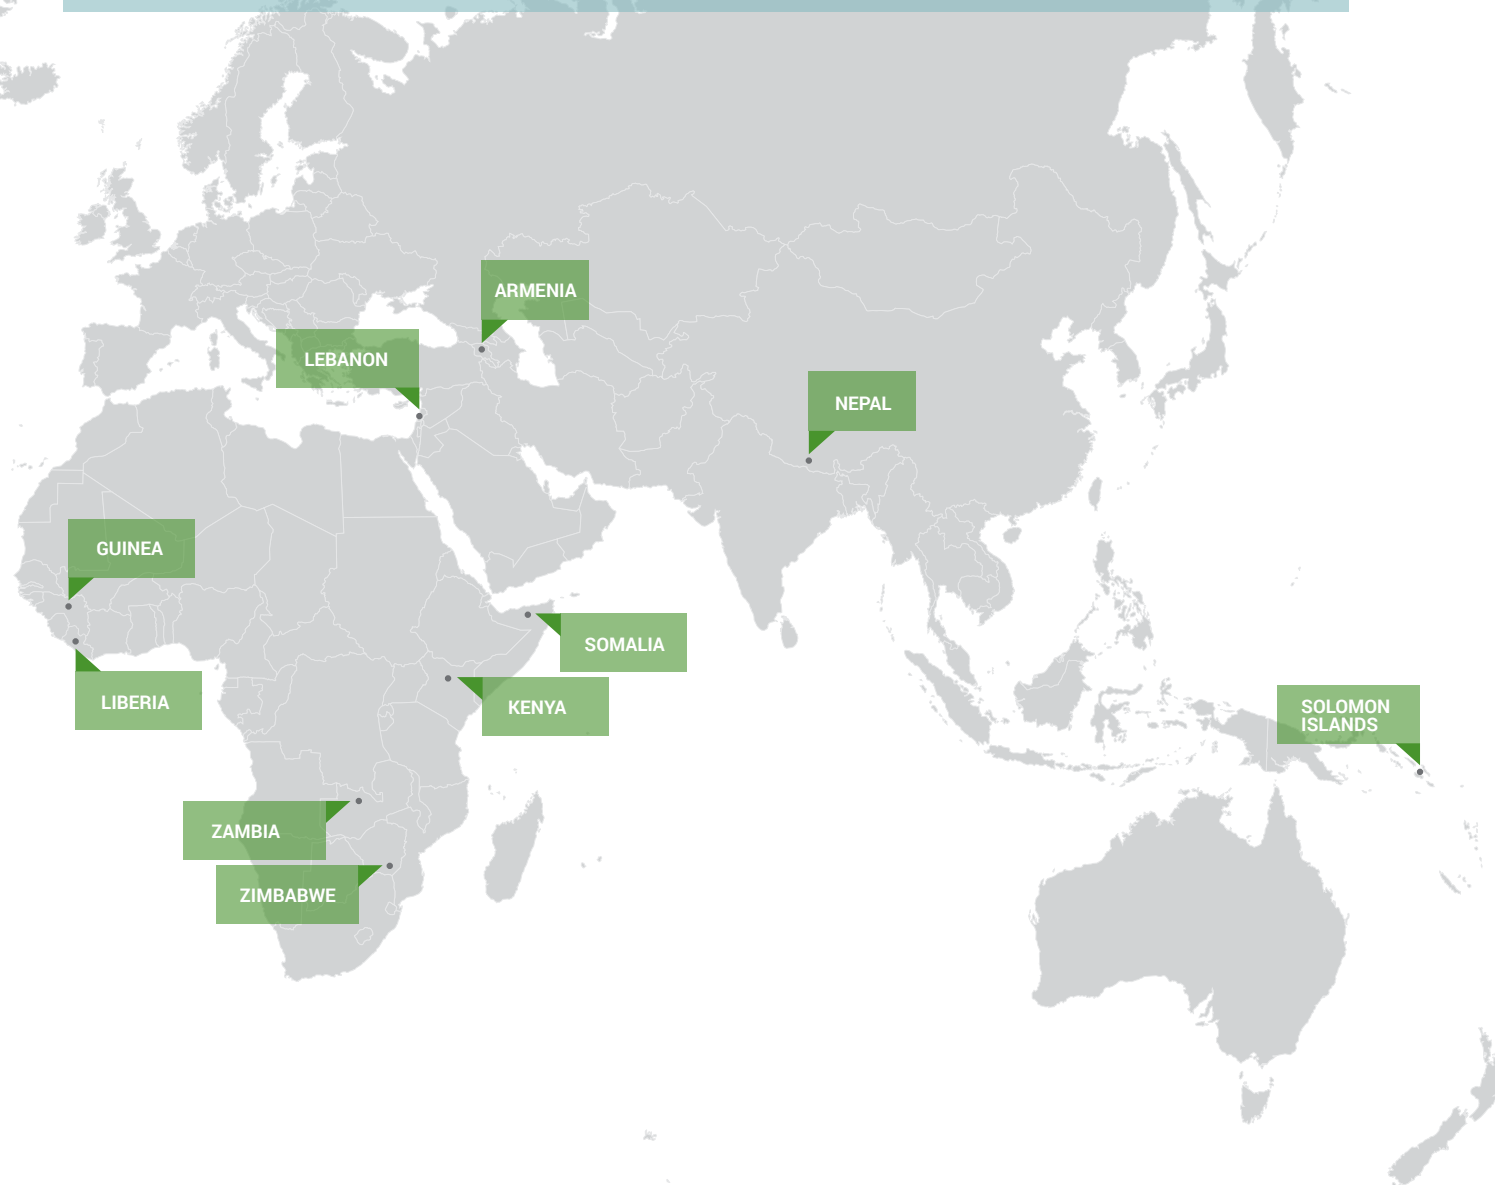 ARMENIA
LEBANON
NEPAL
GUINEA
SOMALIA
LIBERIA
KENYA
SOLOMON
ISLANDS
ZAMBIA
ZIMBABWE